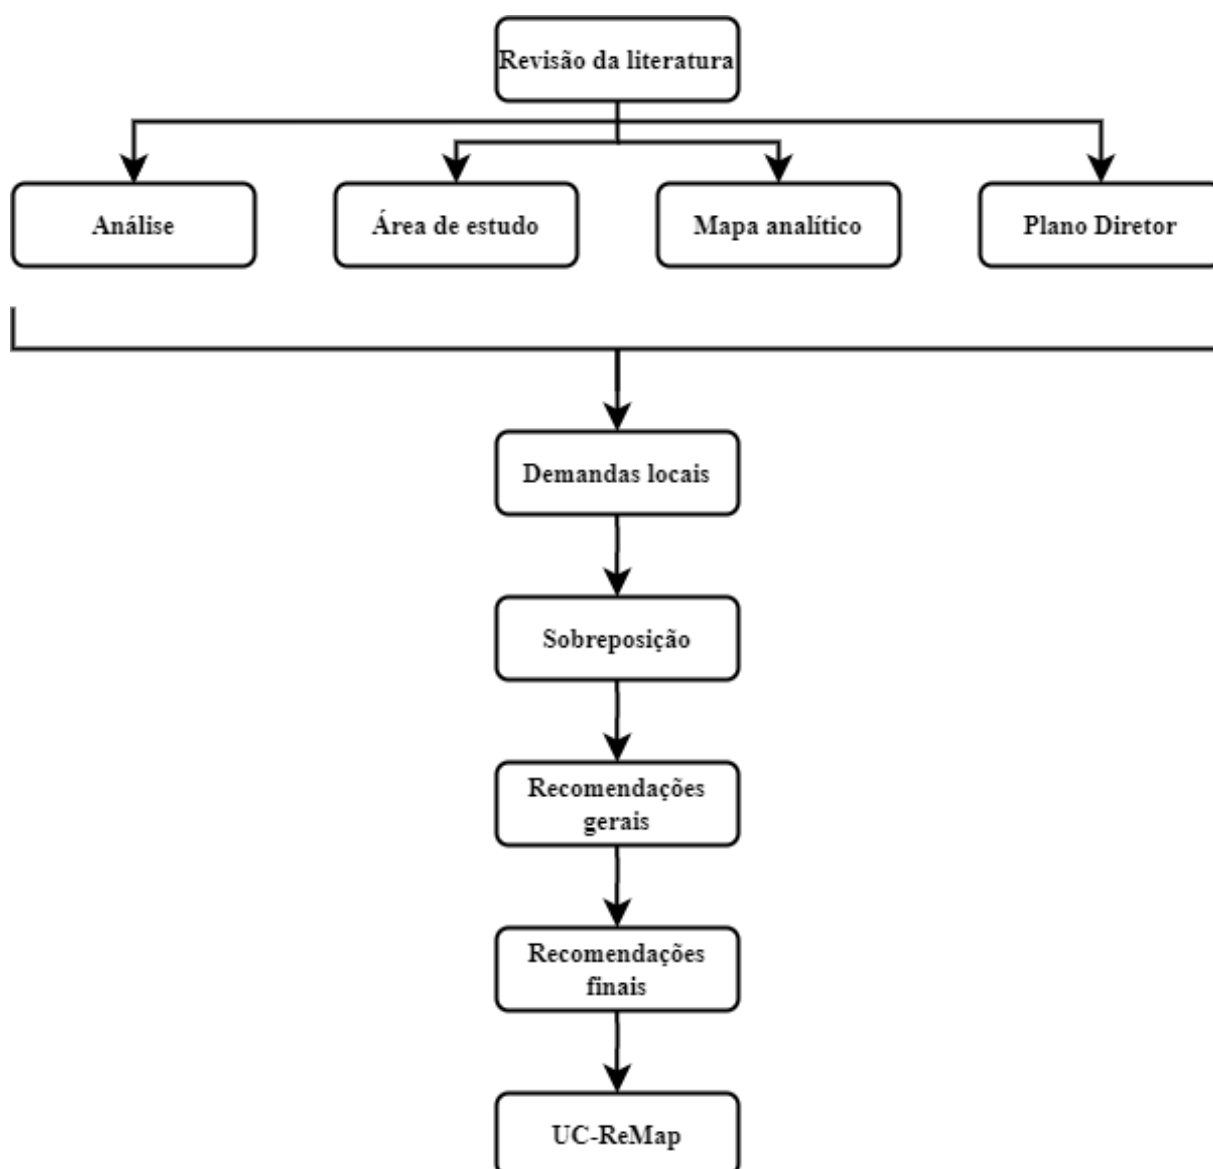 Revisão da literatura
Análise
Área de estudo
Mapa analítico
Plano Diretor
Demandas locais
Sobreposição
Recomendações
gerais
Recomendações
finais
UC-ReMap